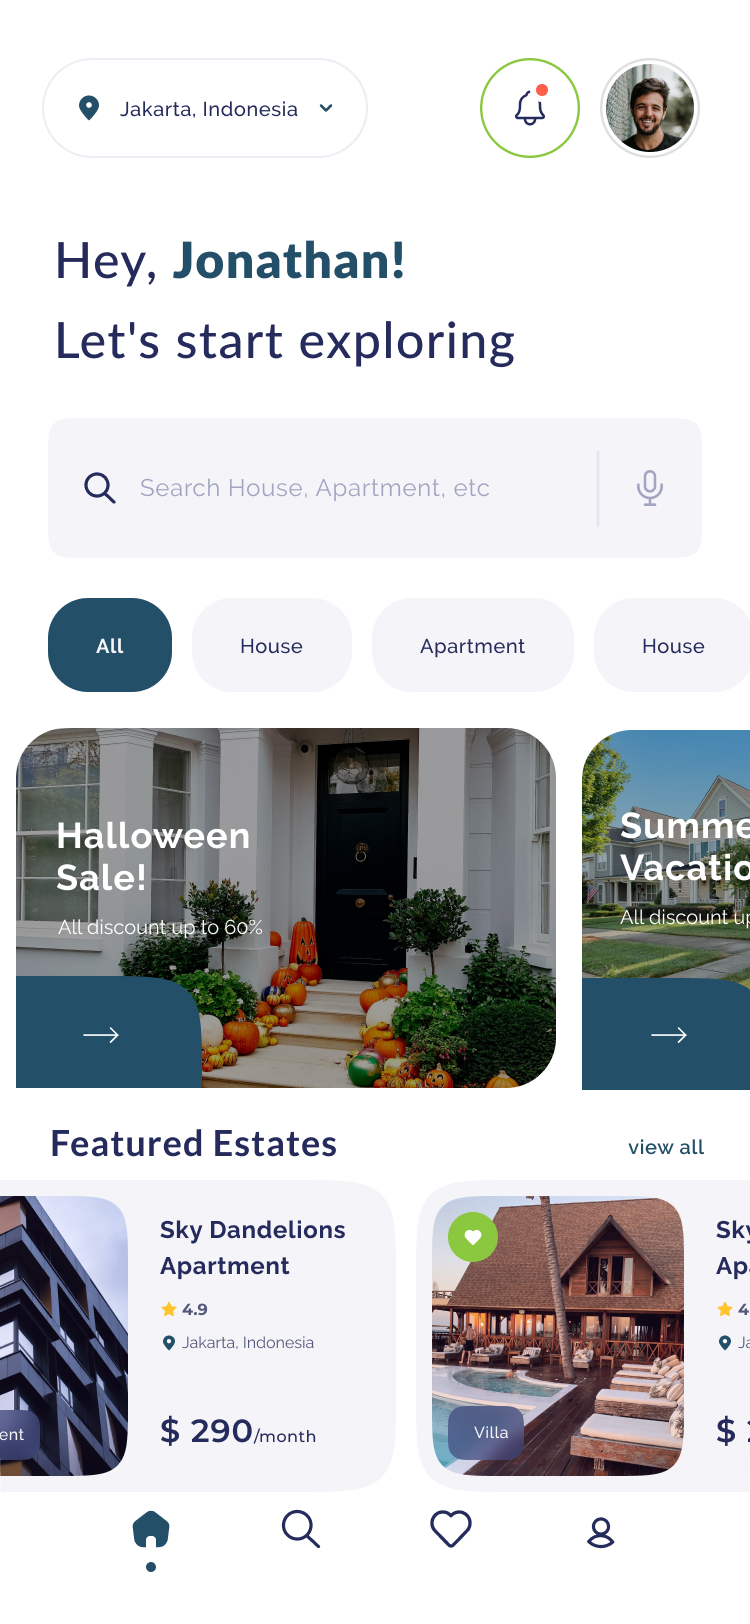 Jakarta, Indonesia
Hey, Jonathan!
Let's start exploring
Search House, Apartment, etc
All
House
Apartment
House
Halloween
Sale!
All discount up to 60%
Summe
Vacatio
All discount up
Featured Estates
view all
Sky Dandelions
Apartment
4.9
Jakarta, Indonesia
$ 290/month
ent
Villa
Sky
Apa
4
Ja
$